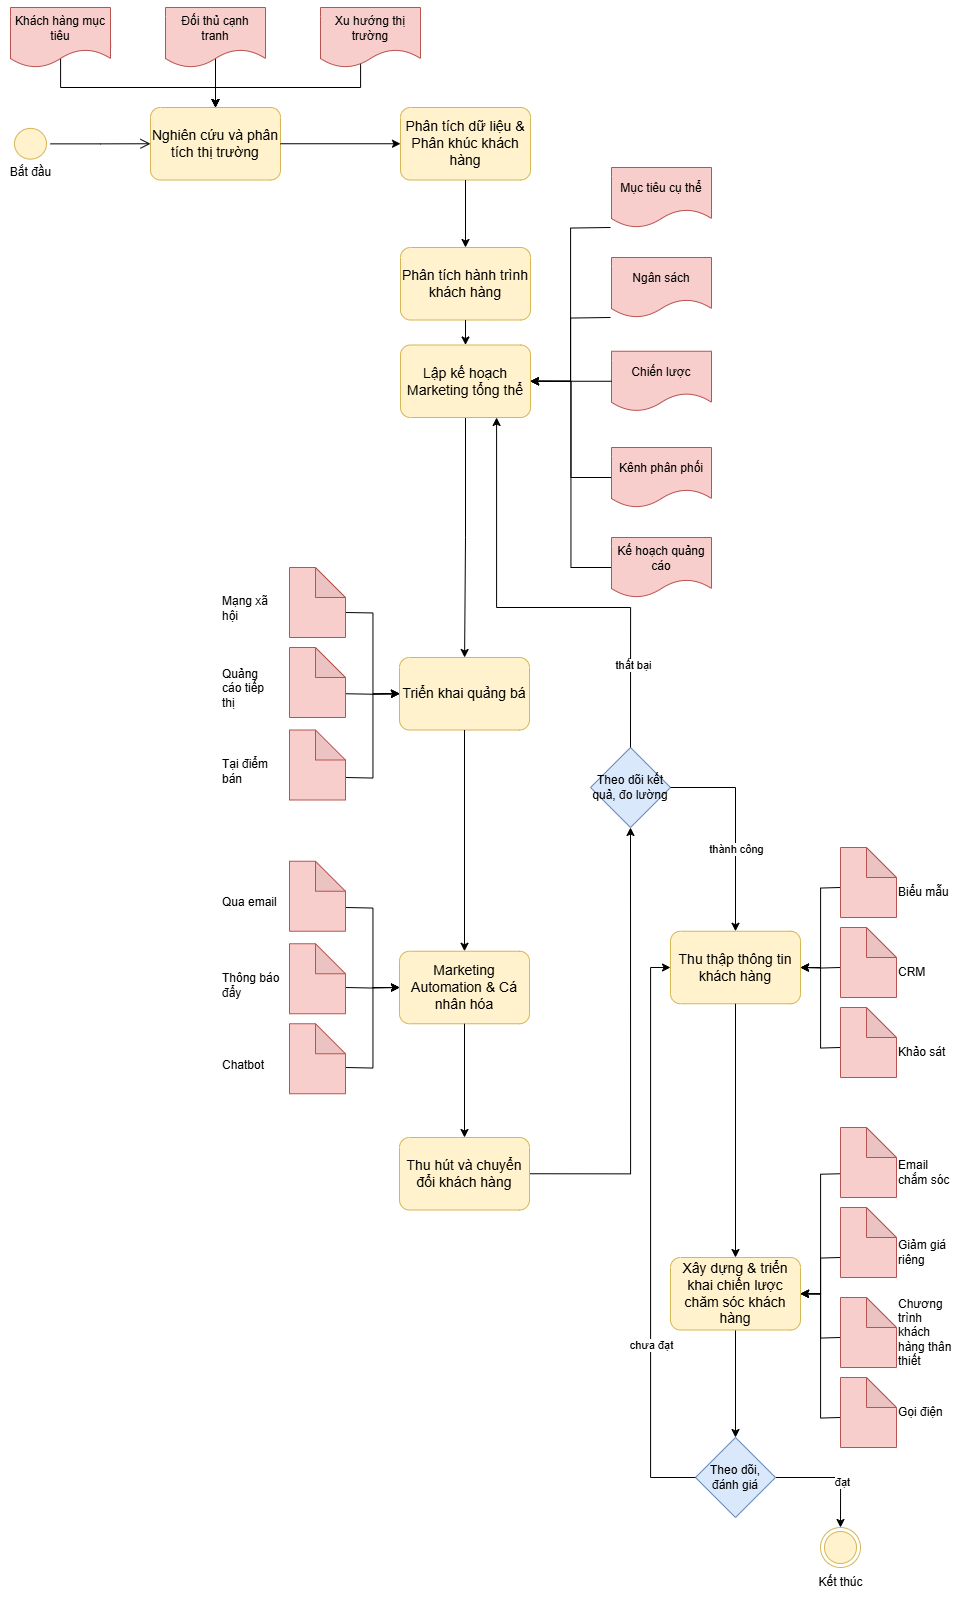 Khách hàng mục
tiêu
Đối thủ cạnh
tranh
Xu hướng thị
trường
Bắt đầu
Nghiên cứu và phân
tích thị trường
Phân tích dữ liệu &
Phân khúc khách
hàng
Mục tiêu cụ thể
Phân tích hành trình
khách hàng
Ngân sách
Lập kế hoạch
Marketing tổng thể
Chiến lược
Kênh phân phối
Kế hoạch quảng
cáo
Mạng xã
hội
Quảng
cáo tiếp
thị
Tại điểm
bán
Triển khai quảng bá
thất bại
Theo dõi kết
quả, đo lường
thành công
Qua email
Thông báo
đẩy
Chatbot
Marketing
Automation & Cá
nhân hóa
Thu thập thông tin
khách hàng
Biểu mẫu
CRM
Khảo sát
Thu hút và chuyển
đổi khách hàng
Email
chắm sóc
Giảm giá
riêng
Chương
trình
khách
hàng thân
thiết
Gọi điện
Xây dựng & triển
khai chiến lược
chăm sóc khách
hàng
chưa đạt
Theo dõi,
đánh giá
đạt
Kết thúc